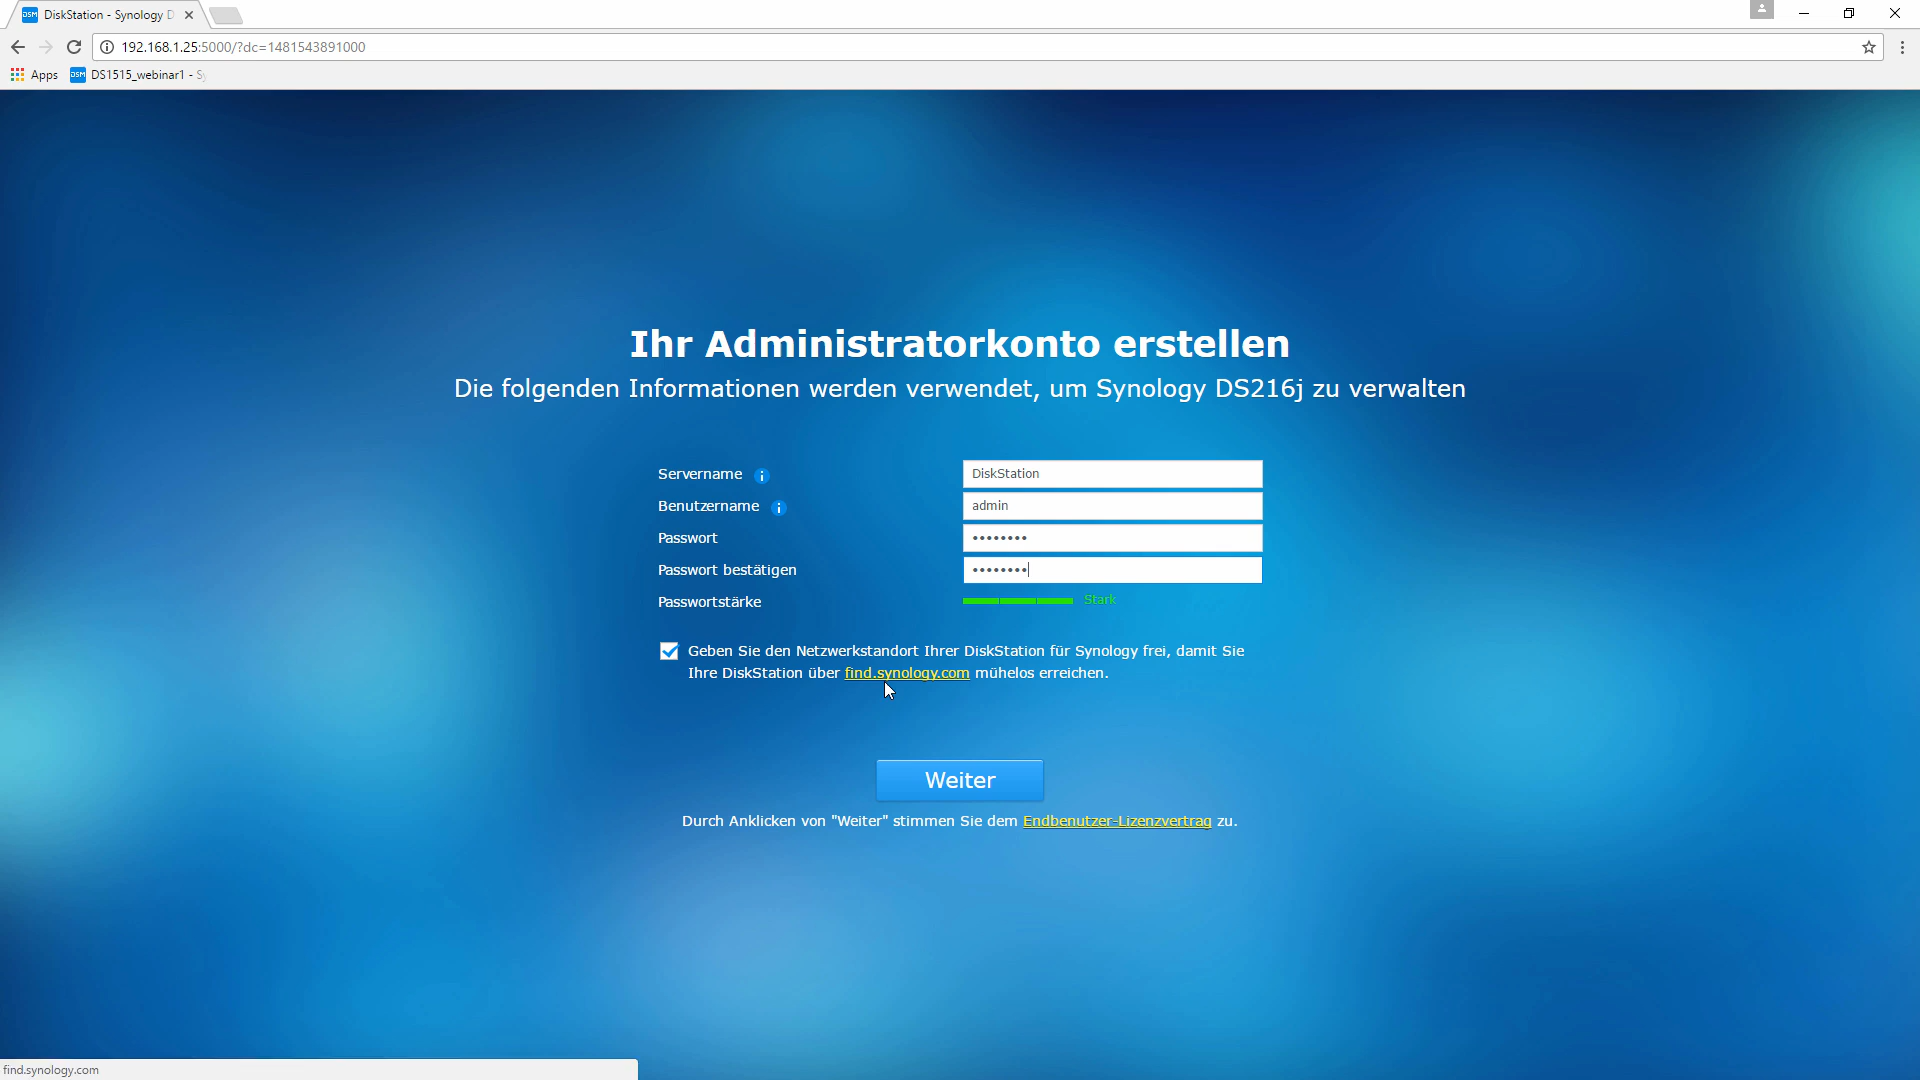 DiskStation - Synology D
192.168.1.25:5000/?dc=1481543891000
Apps
DS1515_webinar1 - Sy
Ihr Administratorkonto erstellen
Die folgenden Informationen werden verwendet, um Synology DS216j zu verwalten
Servername DiskStation
Benutzername admin
Passwort ••••••••
Passwort bestätigen ••••••••
Passwortstärke Stark
Geben Sie den Netzwerkstandort Ihrer DiskStation für Synology frei, damit Sie
Ihre DiskStation über find.synology.com mühelos erreichen.
Weiter
Durch Anklicken von "Weiter" stimmen Sie dem Endbenutzer-Lizenzvertrag zu.
find.synology.com